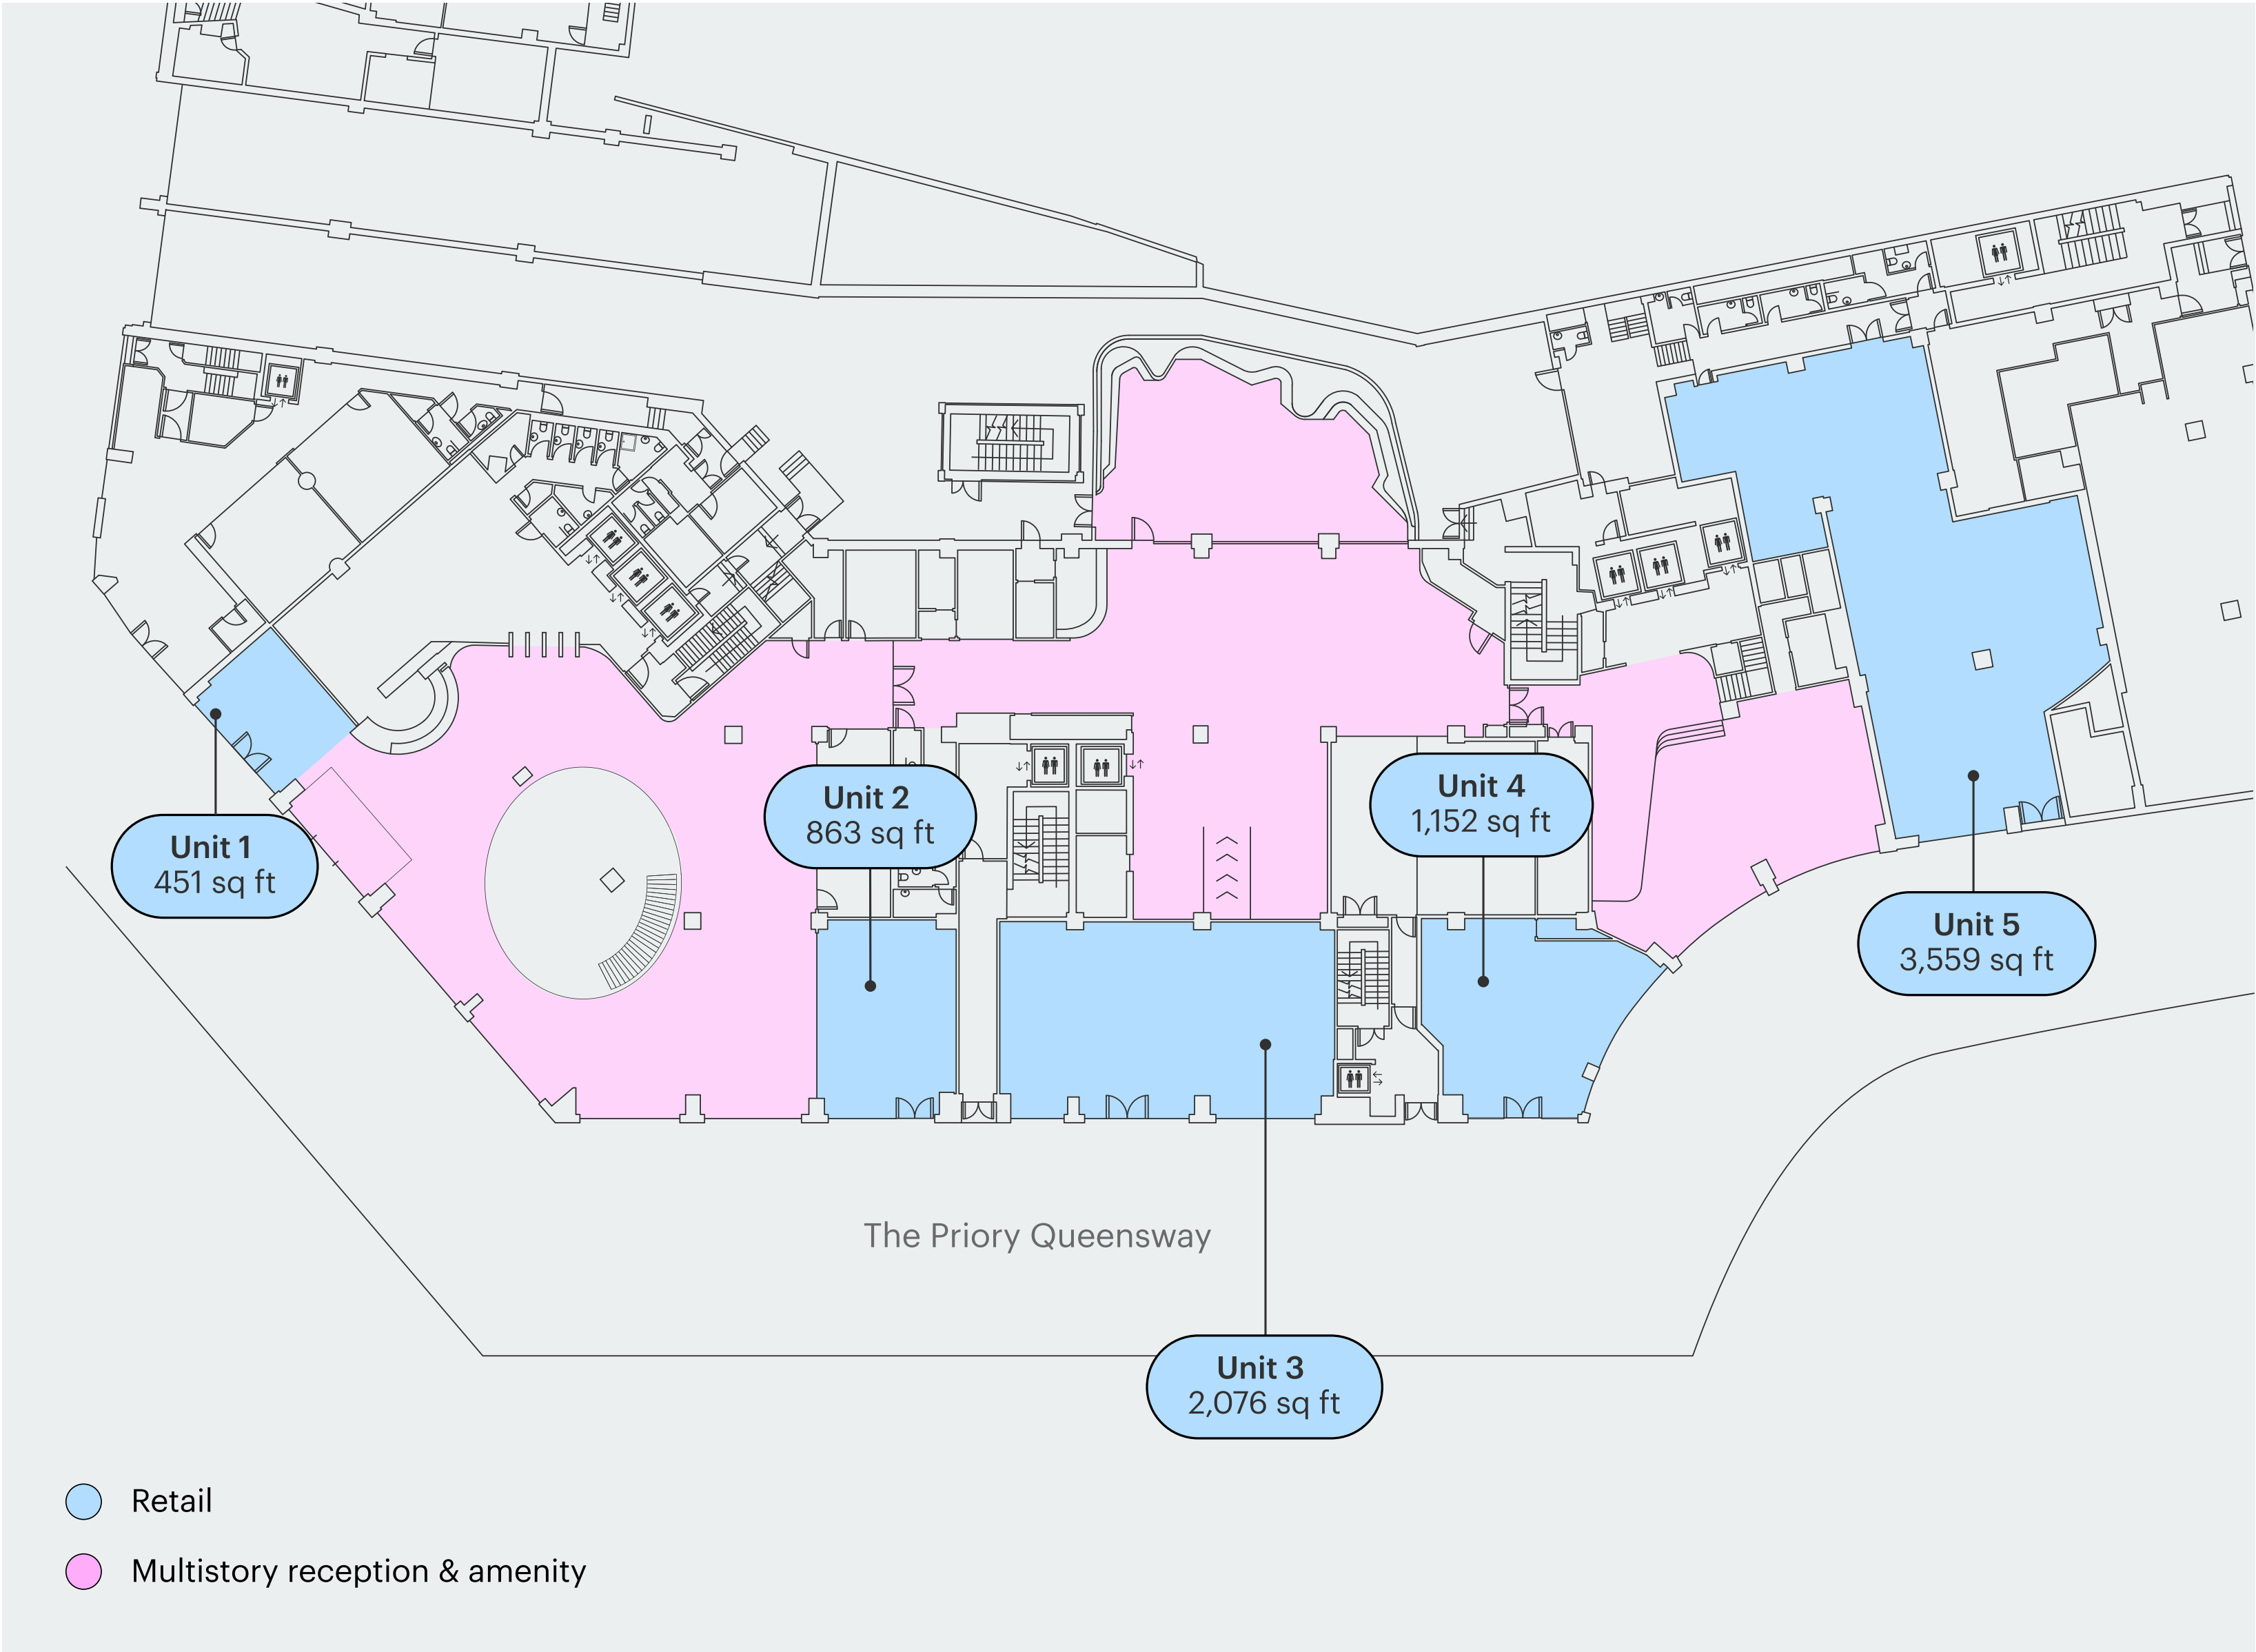 Unit 1
451 sq ft
Unit 2
863 sq ft
Unit 4
1,152 sq ft
Unit 5
3,559 sq ft
The Priory Queensway
Unit 3
2,076 sq ft
Retail
Multistory reception & amenity